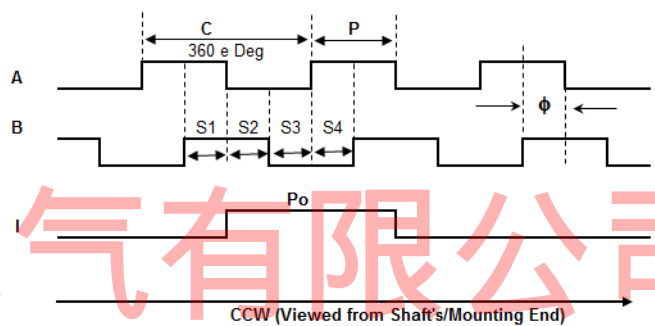 C P
360 e Deg
A
ϕ
B
S1 S2 S3 S4
Po
I
气有限公司
CCW (Viewed from Shaft's/Mounting End)